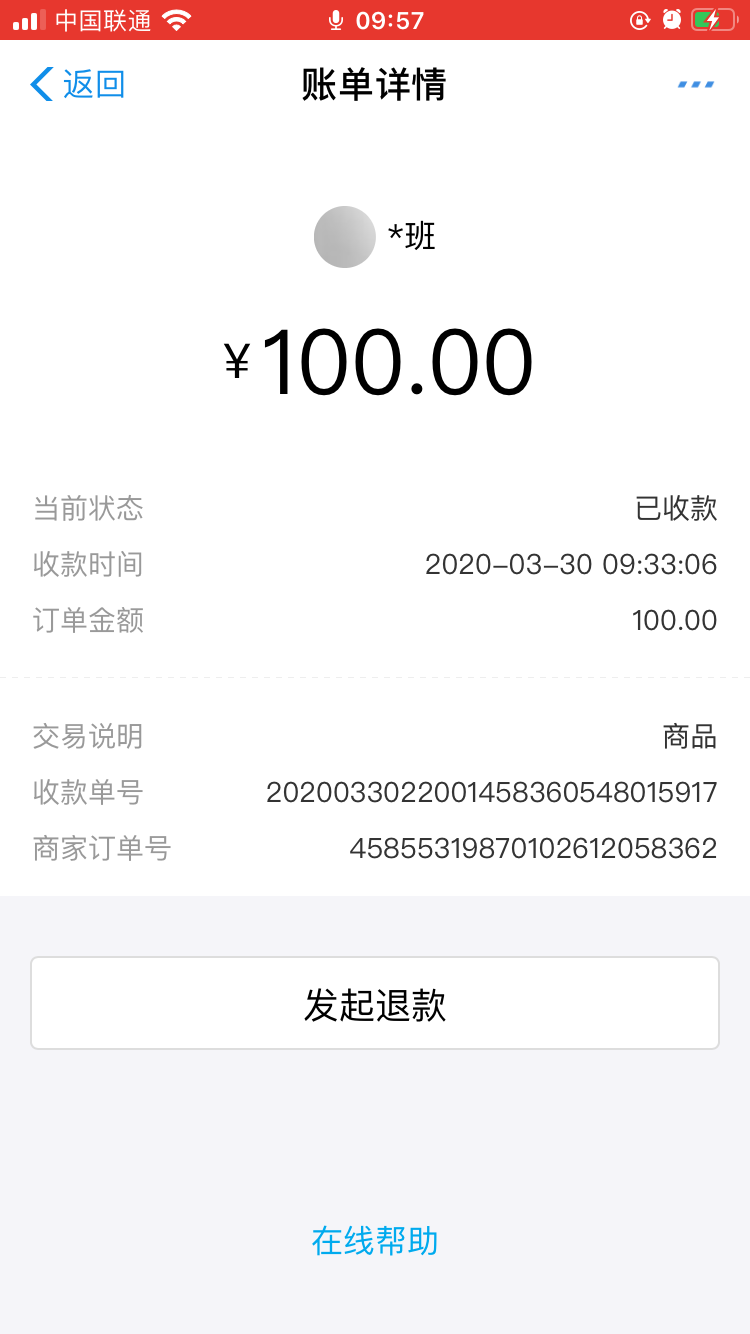 中国联通 09:57
返回 账单详情
*班
¥100.00
当前状态 已收款
收款时间 2020-03-30 09:33:06
订单金额 100.00
交易说明 商品
收款单号 20200330220014583605480​15917
商家订单号 45855319870102612058362
发起退款
在线帮助